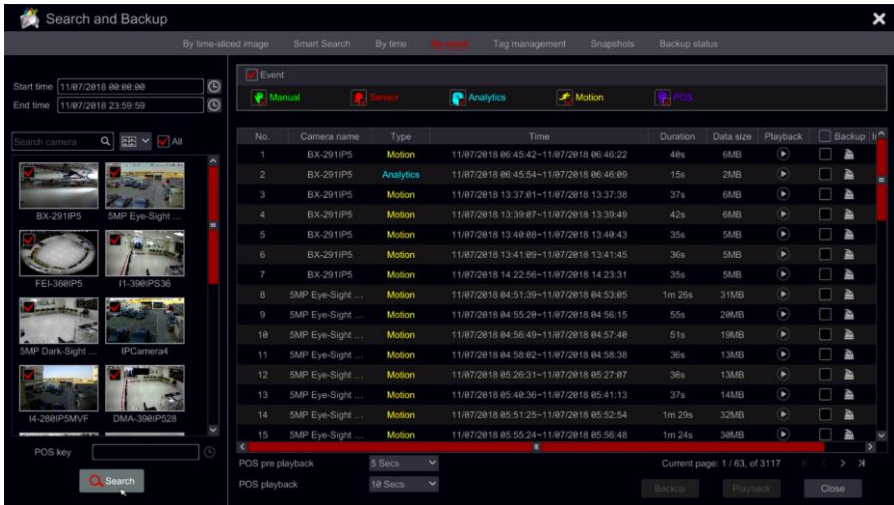 Search and Backup
By time-sliced image Smart Search By time By event Tag management Snapshots Backup status
Start time 11/07/2018 00:00:00
End time 11/07/2018 23:59:59
Search camera All
BX-291IP5 5MP Eye-Sight ...
FEI-360IP5 I1-390IPS36
5MP Dark-Sight ... IPCamera4
I4-280IP5MVF DMA-390IP528
POS key
Search
Event
Manual Sensor Analytics Motion POS
No. Camera name Type Time Duration Data size Playback Backup
1 BX-291IP5 Motion 11/07/2018 06:45:42~11/07/2018 06:46:22 40s 6MB
2 BX-291IP5 Analytics 11/07/2018 06:45:54~11/07/2018 06:46:09 15s 2MB
3 BX-291IP5 Motion 11/07/2018 13:37:01~11/07/2018 13:37:38 37s 6MB
4 BX-291IP5 Motion 11/07/2018 13:39:07~11/07/2018 13:39:49 42s 6MB
5 BX-291IP5 Motion 11/07/2018 13:40:08~11/07/2018 13:40:43 35s 5MB
6 BX-291IP5 Motion 11/07/2018 13:41:09~11/07/2018 13:41:45 36s 5MB
7 BX-291IP5 Motion 11/07/2018 14:22:56~11/07/2018 14:23:31 35s 5MB
8 5MP Eye-Sight ... Motion 11/07/2018 04:51:39~11/07/2018 04:53:05 1m 26s 31MB
9 5MP Eye-Sight ... Motion 11/07/2018 04:55:20~11/07/2018 04:56:15 55s 20MB
10 5MP Eye-Sight ... Motion 11/07/2018 04:56:49~11/07/2018 04:57:40 51s 19MB
11 5MP Eye-Sight ... Motion 11/07/2018 04:58:02~11/07/2018 04:58:38 36s 13MB
12 5MP Eye-Sight ... Motion 11/07/2018 05:26:31~11/07/2018 05:27:07 36s 13MB
13 5MP Eye-Sight ... Motion 11/07/2018 05:40:36~11/07/2018 05:41:13 37s 14MB
14 5MP Eye-Sight ... Motion 11/07/2018 05:51:25~11/07/2018 05:52:54 1m 29s 32MB
15 5MP Eye-Sight ... Motion 11/07/2018 05:55:24~11/07/2018 05:56:48 1m 24s 30MB
POS pre playback 5 Secs Current page: 1 / 63, of 3117
POS playback 10 Secs
Backup Playback Close